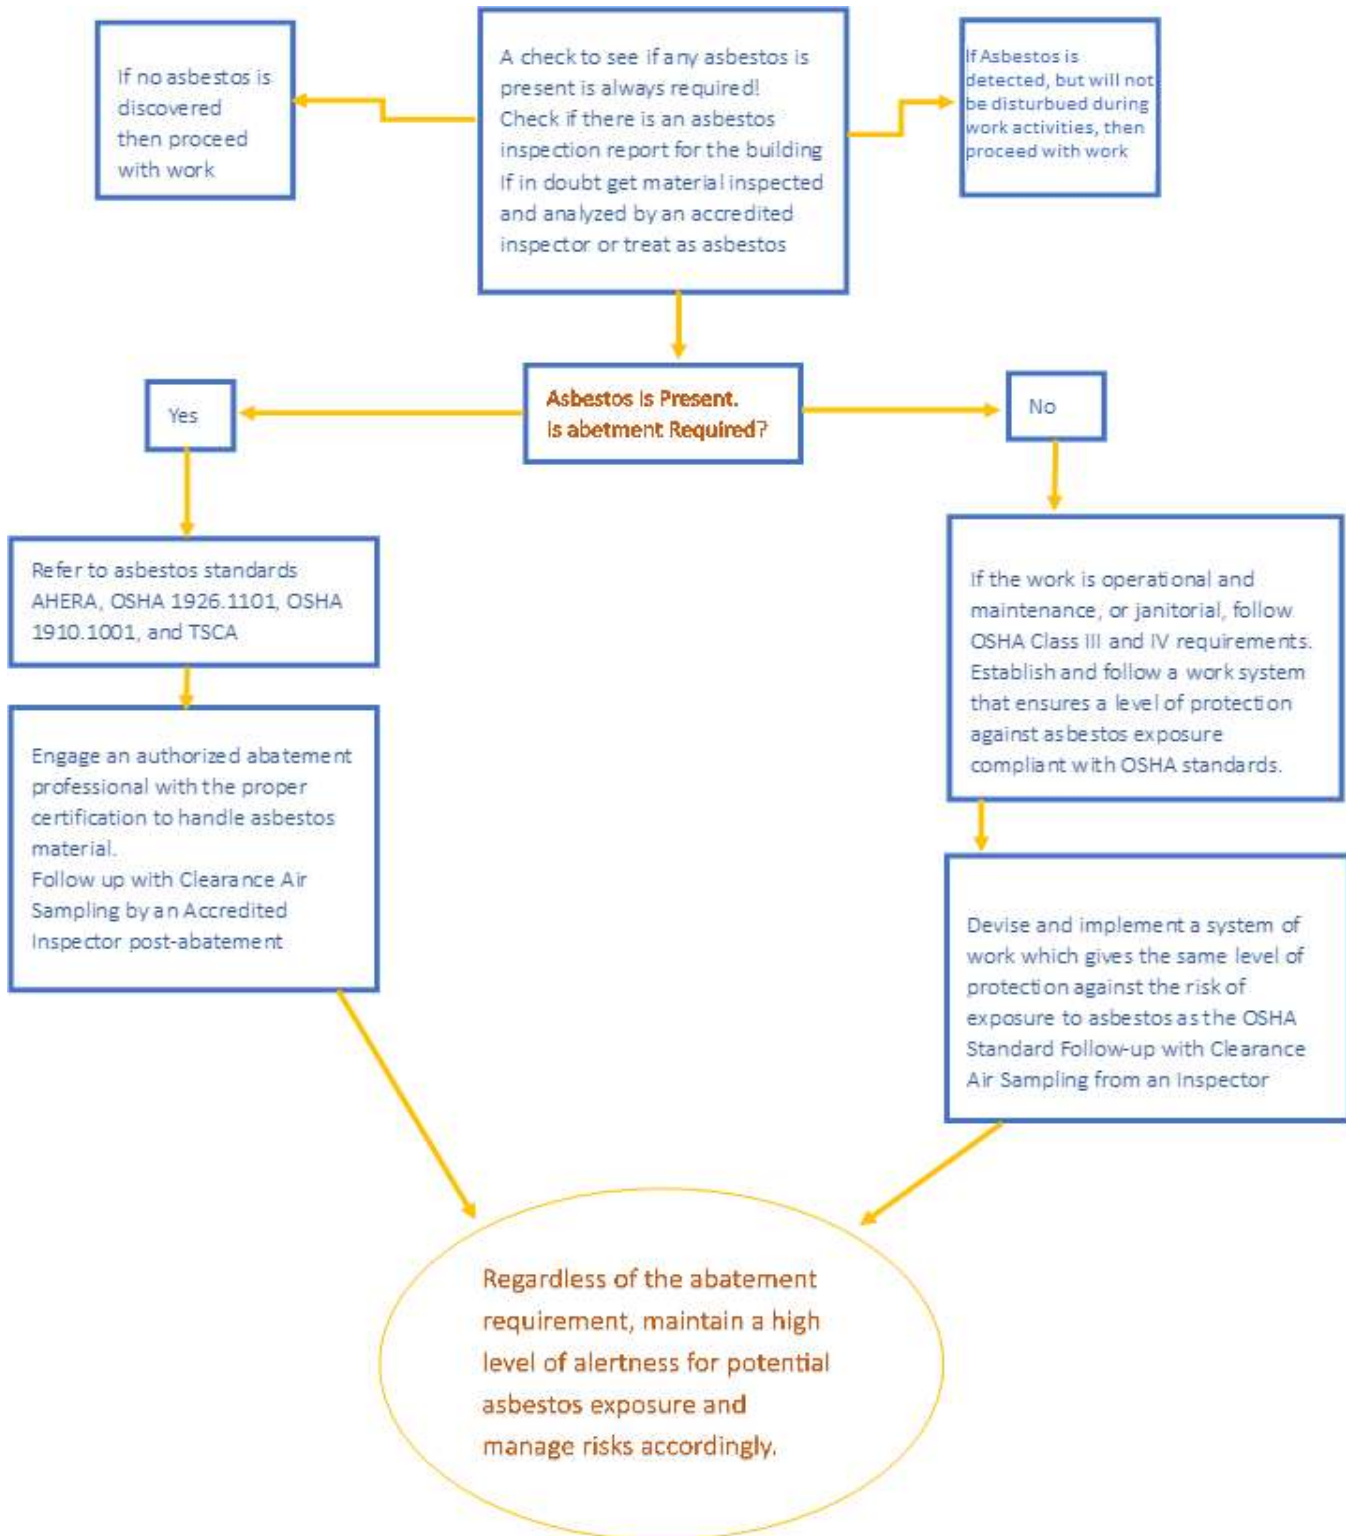 If no asbestos is
discovered
then proceed
with work
A check to see if any asbestos is
present is always required!
Check if there is an asbestos
inspection report for the building
If in doubt get material inspected
and analyzed by an accredited
inspector or treat as asbestos
If Asbestos is
detected, but will not
be disturbued during
work activities, then
proceed with work
Asbestos is Present.
Is abetment Required?
Yes
No
Refer to asbestos standards
AHERA, OSHA 1926.1101, OSHA
1910.1001, and TSCA
Engage an authorized abatement
professional with the proper
certification to handle asbestos
material.
Follow up with Clearance Air
Sampling by an Accredited
Inspector post-abatement
If the work is operational and
maintenance, or janitorial, follow
OSHA Class III and IV requirements.
Establish and follow a work system
that ensures a level of protection
against asbestos exposure
compliant with OSHA standards.
Devise and implement a system of
work which gives the same level of
protection against the risk of
exposure to asbestos as the OSHA
Standard Follow-up with Clearance
Air Sampling from an Inspector
Regardless of the abatement
requirement, maintain a high
level of alertness for potential
asbestos exposure and
manage risks accordingly.